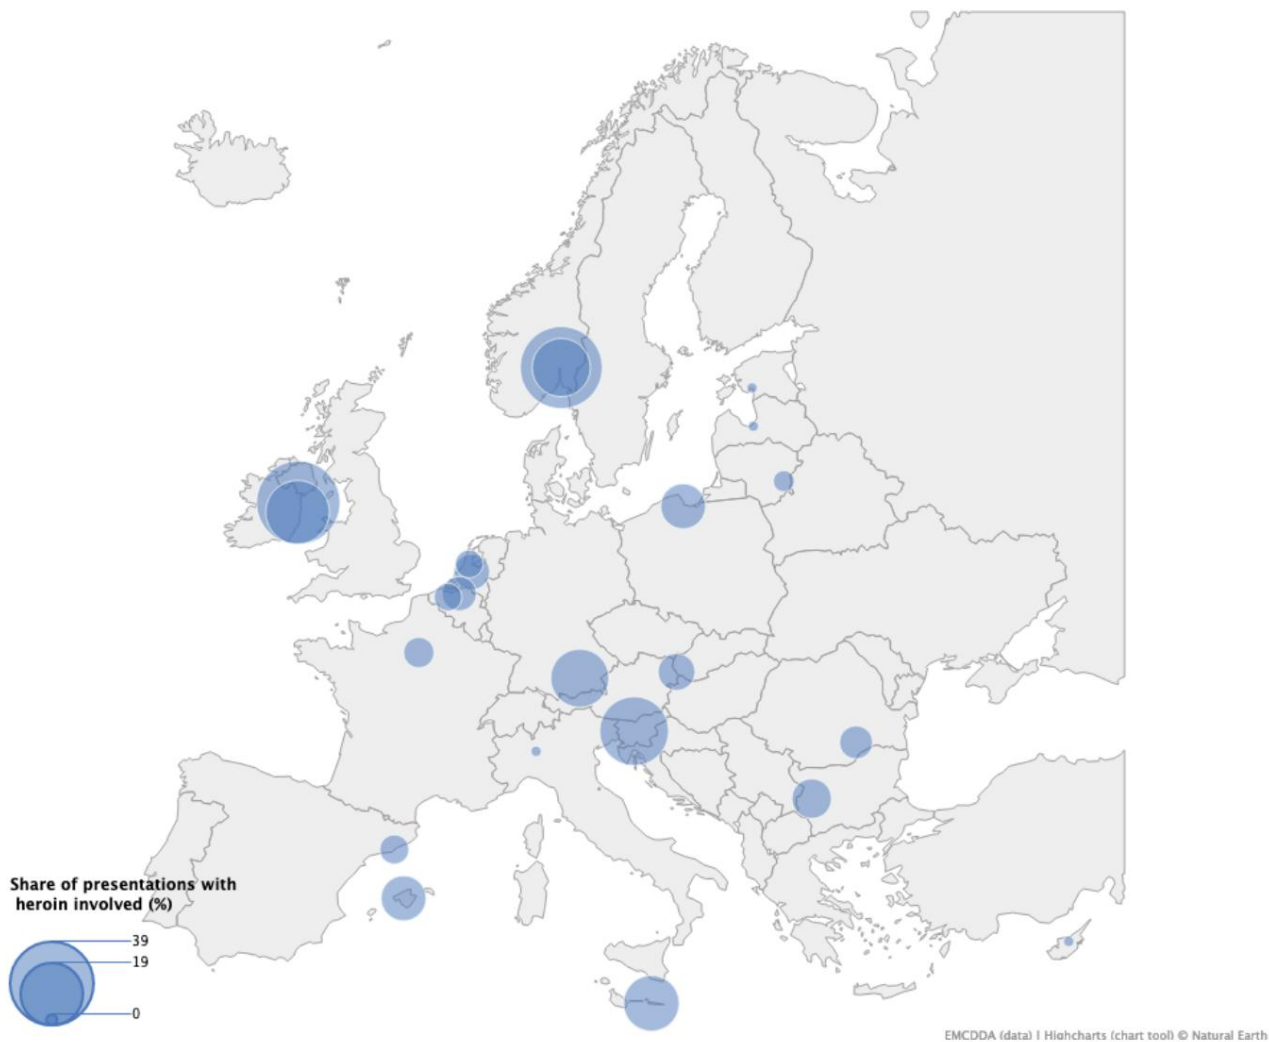 Share of presentations with
heroin involved (%)
39
19
0
EMCDDA (data) | Highcharts (chart tool) © Natural Earth